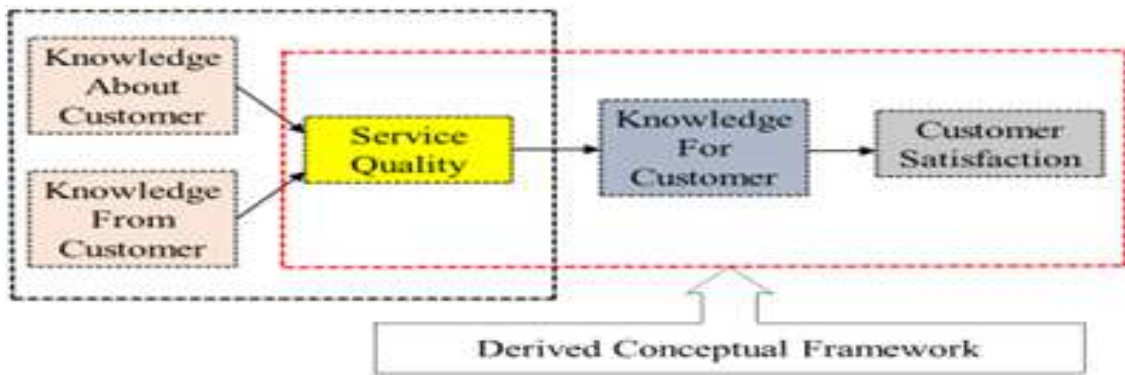 Knowledge
About
Customer
Knowledge
From
Customer
Service
Quality
Knowledge
For
Customer
Customer
Satisfaction
Derived Conceptual Framework